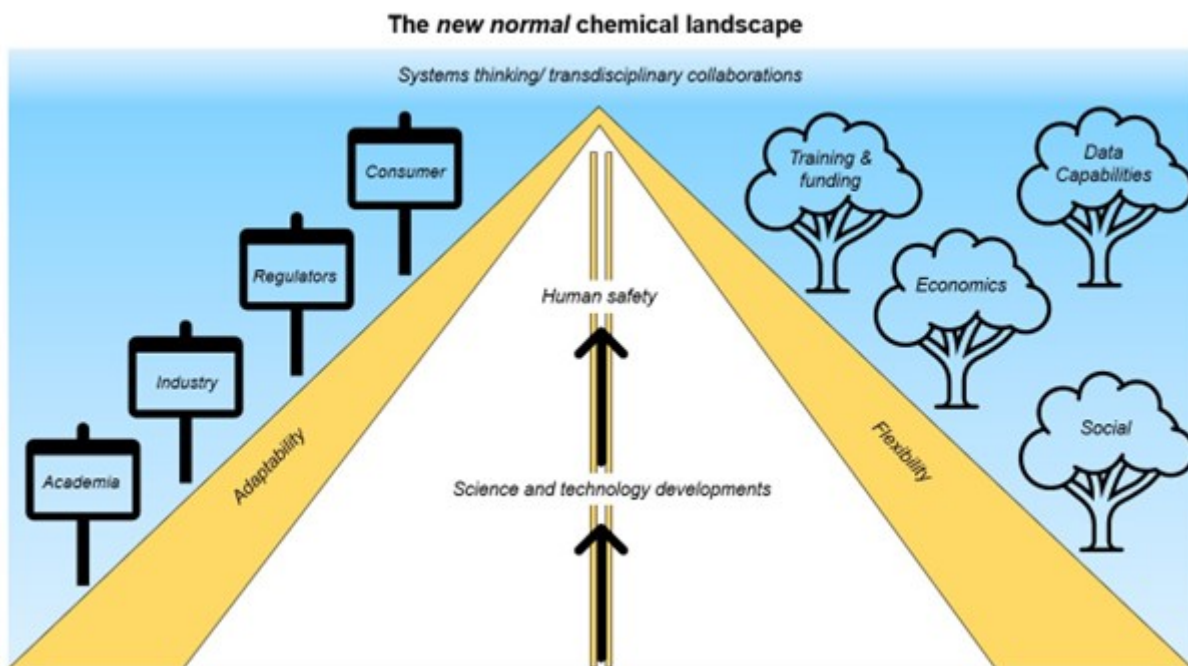 The new normal chemical landscape
Systems thinking/ transdisciplinary collaborations
Consumer
Regulators
Industry
Academia
Adaptability
Human safety
Science and technology developments
Flexibility
Training &
funding
Data
Capabilities
Economics
Social